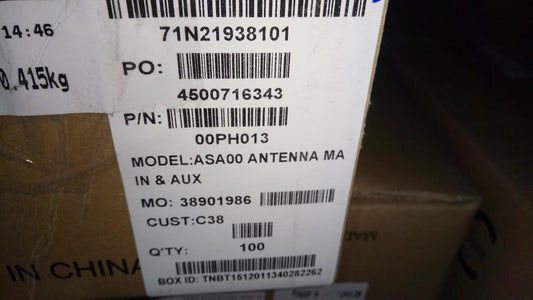 14:46
0.415kg
71N21938101
PO:
4500716343
P/N:
00PH013
MODEL:ASA00 ANTENNA MA
IN & AUX
MO: 38901986
CUST:C38
Q'TY: 100
BOX ID: TNBT1512011340282262
IN CHINA
MAD